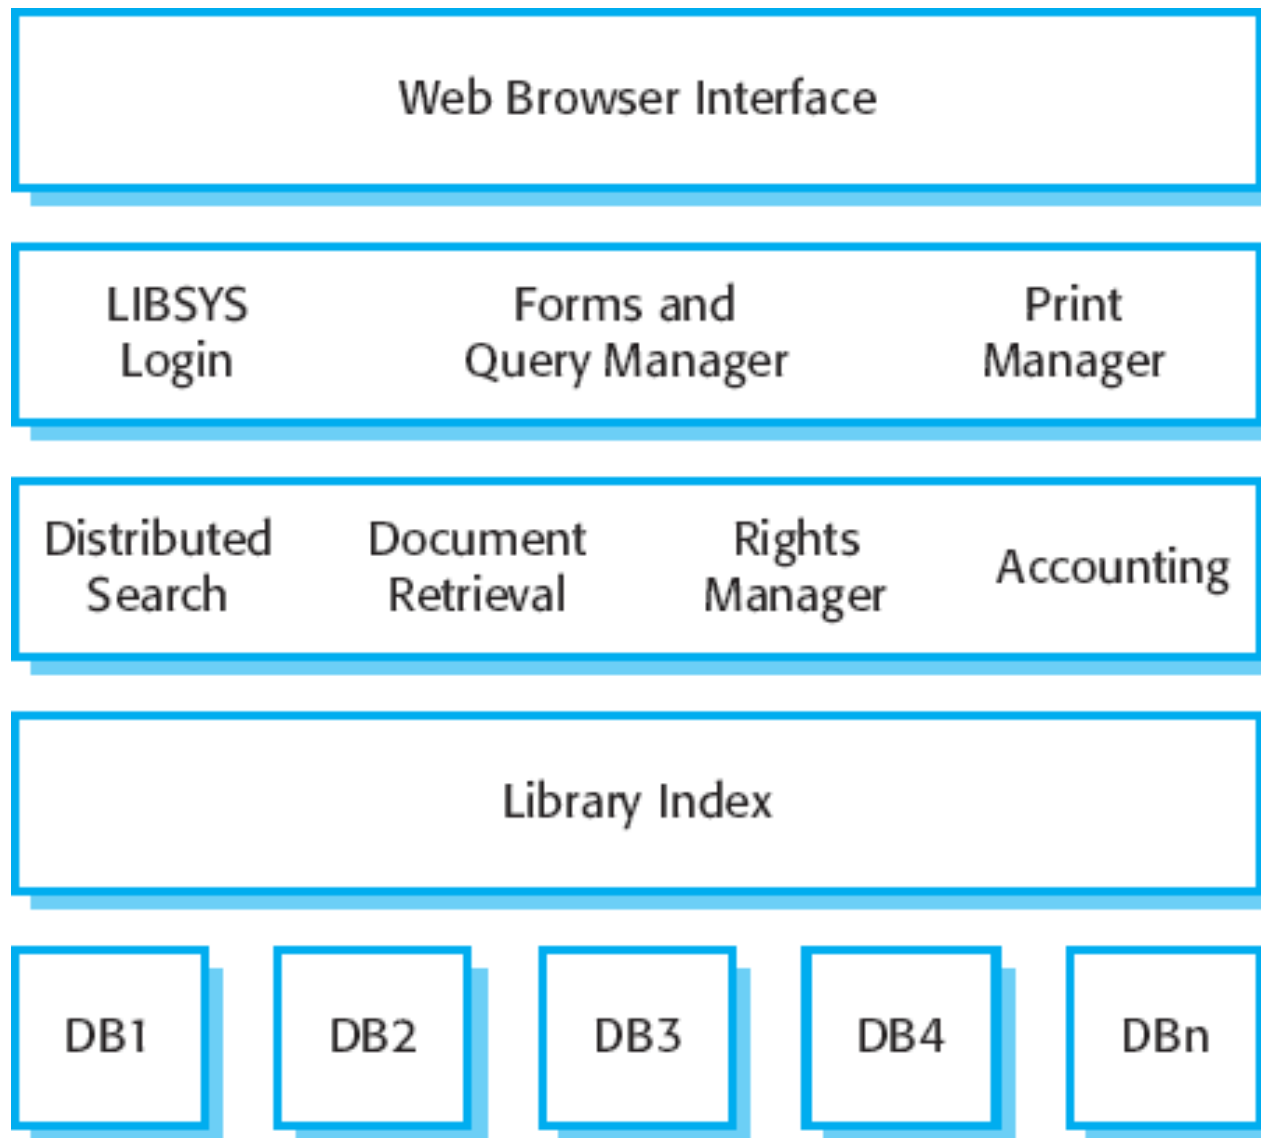 Web Browser Interface
LIBSYS
Login
Forms and
Query Manager
Print
Manager
Distributed
Search
Document
Retrieval
Rights
Manager
Accounting
Library Index
DB1
DB2
DB3
DB4
DBn